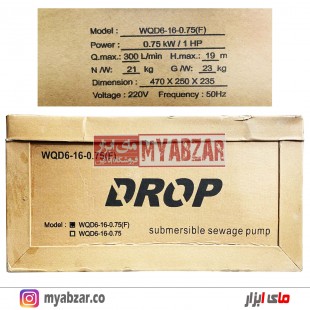 Model : WQD6-16-0.75(F)
Power : 0.75 kW / 1 HP
Q.max.: 300 L/min H.max.: 19 m
N /W: 21 kg G /W: 23 kg
Dimension : 470 X 250 X 235
Voltage : 220V Frequency : 50Hz
WQD6-16-0.75(F)
MYABZAR
DROP
Model : WQD6-16-0.75(F)
WQD6-16-0.75
submersible sewage pump
myabzar.co
مای ابزار